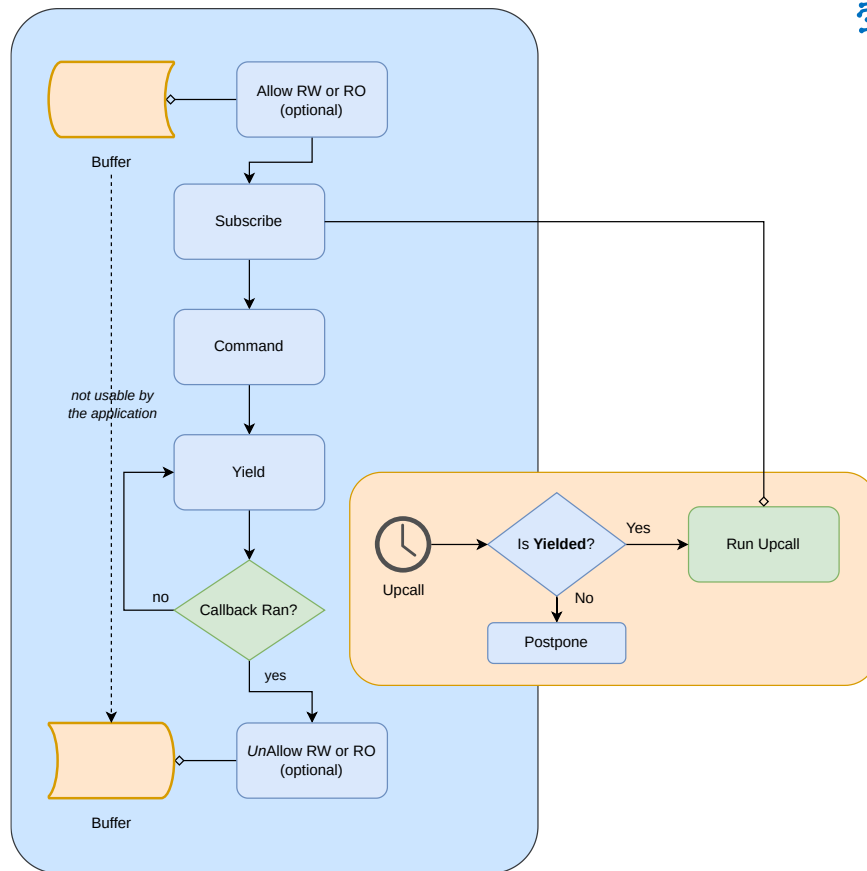 Allow RW or RO
(optional)
Buffer
Subscribe
Command
not usable by
the application
Yield
Is Yielded?
Yes
Run Upcall
Upcall
No
no
Callback Ran?
Postpone
yes
UnAllow RW or RO
(optional)
Buffer